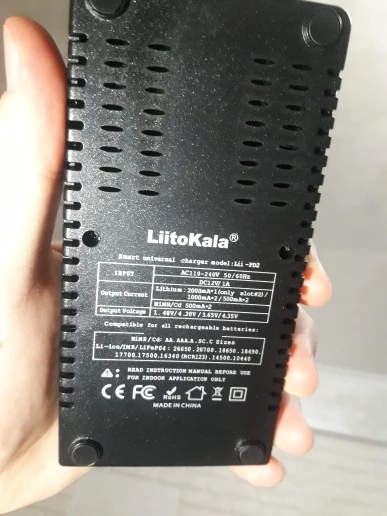 LiitoKala®
Smart universal charger model:Lii-PD2
INPUT AC110-240V 50/60Hz
DC12V/1A
Output Current Lithium:2000mA*1(only slot#2)/
1000mA*2/500mA*2
NiMH/Cd 500mA*2
Output Voltage 1.48V/4.20V/3.65V/4.35V
Compatible for all rechargeable batteries:
NiMH/Cd: AA.AAA.A.SC.C Sizes
Li-ion/IMR/LiFePO4: 26650.20700.18650.18490.
17700.17500.16340(RCR123).14500.10440
READ INSTRUCTION MANUAL BEFORE USE
FOR INDOOR APPLICATION ONLY
CE FC RoHS
MADE IN CHINA